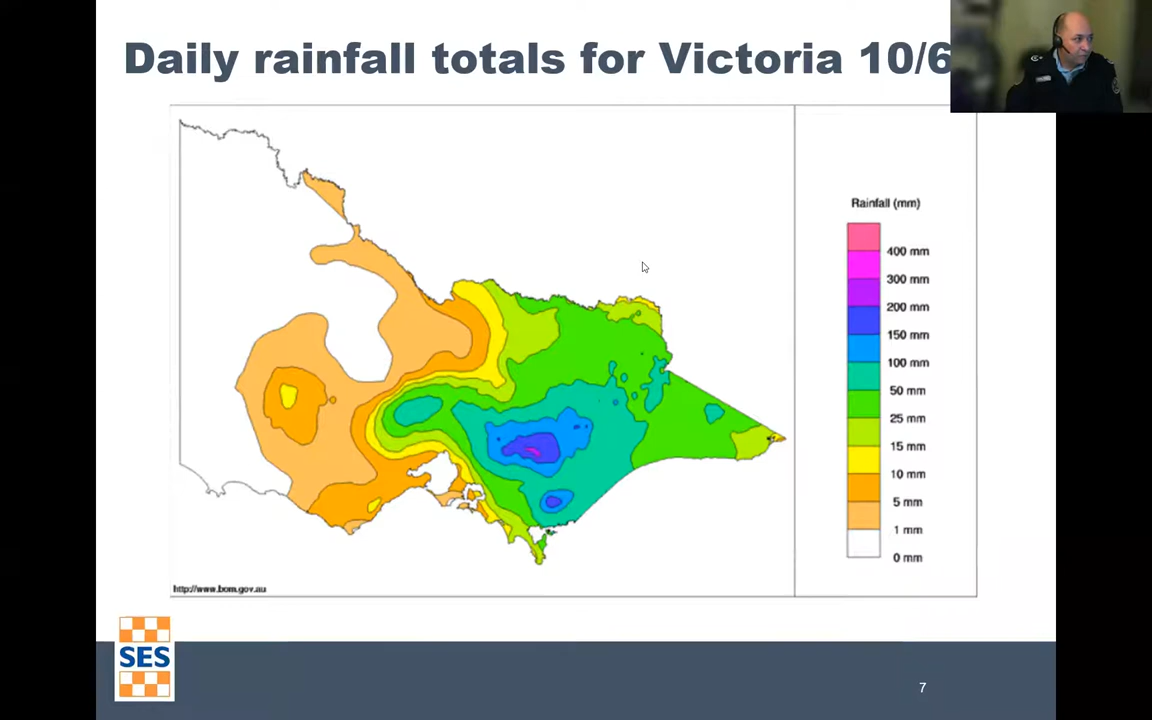 Daily rainfall totals for Victoria 10/6
Rainfall (mm)
400 mm
300 mm
200 mm
150 mm
100 mm
50 mm
25 mm
15 mm
10 mm
5 mm
1 mm
0 mm
http://www.bom.gov.au
SES
7